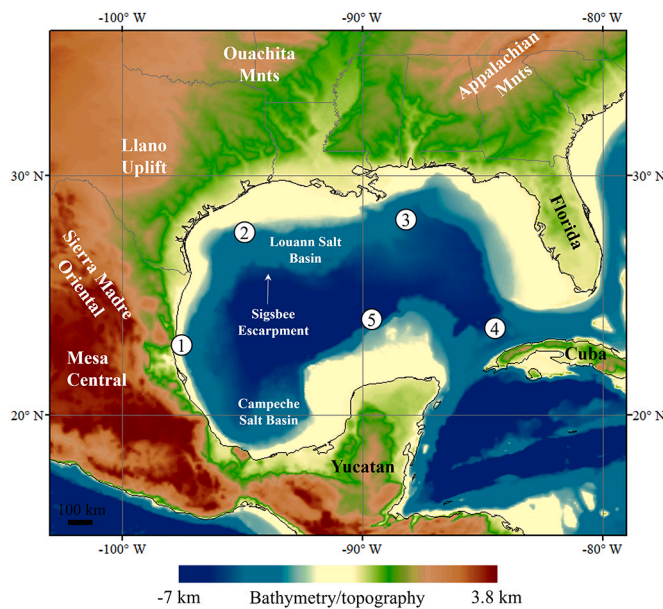 -100° W
-90° W
-80° W
Ouachita
Mnts
Appalachian
Mnts
Llano
Uplift
30° N
30° N
Florida
2
3
Louann Salt
Basin
Sierra Madre
Oriental
Sigsbee
Escarpment
5
4
1
Mesa
Central
Cuba
20° N
20° N
Campeche
Salt Basin
Yucatan
100 km
-100° W
-90° W
-80° W
-7 km
Bathymetry/topography
3.8 km